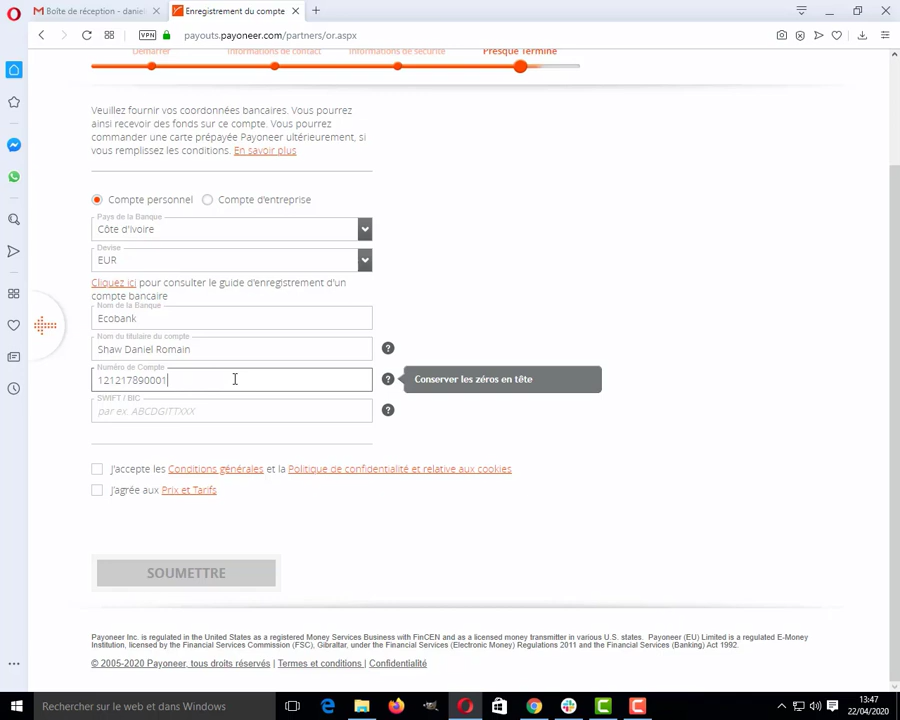 Boîte de réception - daniel
Enregistrement du compte
VPN
payouts.payoneer.com/partners/or.aspx
Démarrer
Informations de contact
Informations de sécurité
Presque Terminé
Veuillez fournir vos coordonnées bancaires. Vous pourrez
ainsi recevoir des fonds sur ce compte. Vous pourrez
commander une carte prépayée Payoneer ultérieurement, si
vous remplissez les conditions. En savoir plus
Compte personnel
Compte d'entreprise
Pays de la Banque
Côte d'Ivoire
Devise
EUR
Cliquez ici pour consulter le guide d'enregistrement d'un
compte bancaire
Nom de la Banque
Ecobank
Nom du titulaire du compte
Shaw Daniel Romain
?
Numéro de Compte
121217890001
?
Conserver les zéros en tête
SWIFT / BIC
par ex. ABCDGITTXXX
?
J'accepte les Conditions générales et la Politique de confidentialité et relative aux cookies
J'agrée aux Prix et Tarifs
SOUMETTRE
Payoneer Inc. is regulated in the United States as a registered Money Services Business with FinCEN and as a licensed money transmitter in various U.S. states. Payoneer (EU) Limited is a regulated E-Money
Institution, licensed by the Financial Services Commission (FSC), Gibraltar, under the Financial Services (Electronic Money) Regulations 2011 and the Financial Services (Banking) Act 1992.
© 2005-2020 Payoneer, tous droits réservés | Termes et conditions | Confidentialité
Rechercher sur le web et dans Windows
13:47
22/04/2020